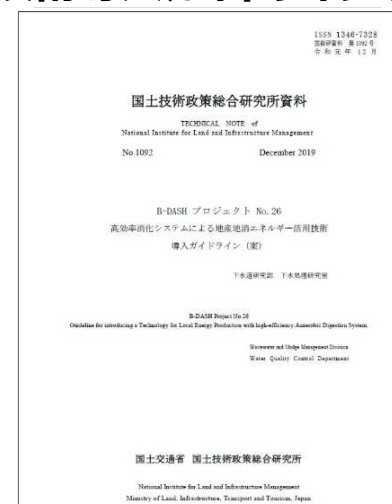 ISSN 1346-7328
国総研資料 第1092号
令和元年12月
国土技術政策総合研究所資料
TECHNICAL NOTE of
National Institute for Land and Infrastructure Management
No.1092 December 2019
B-DASH プロジェクト No.26
高効率消化システムによる地産地消エネルギー活用技術
導入ガイドライン（案）
下水道研究部 下水処理研究室
B-DASH Project No.26
Guideline for introducing a Technology for Local Energy Production with high-efficiency Anaerobic Digestion System
Wastewater and Sludge Management Division
Water Quality Control Department
国土交通省 国土技術政策総合研究所
National Institute for Land and Infrastructure Management
Ministry of Land, Infrastructure, Transport and Tourism, Japan